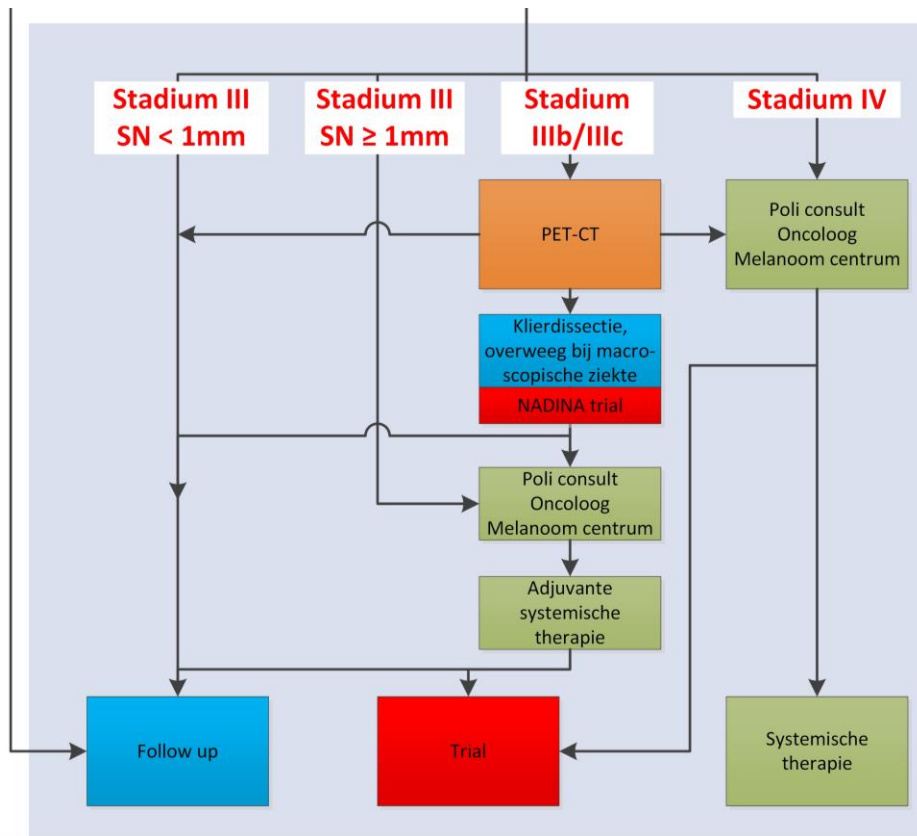 Stadium III
SN < 1mm
Stadium III
SN ≥ 1mm
Stadium
IIIb/IIIc
Stadium IV
PET-CT
Poli consult
Oncoloog
Melanoom centrum
Klierdissectie,
overweeg bij macro-
scopische ziekte
NADINA trial
Poli consult
Oncoloog
Melanoom centrum
Adjuvante
systemische
therapie
Follow up
Trial
Systemische
therapie